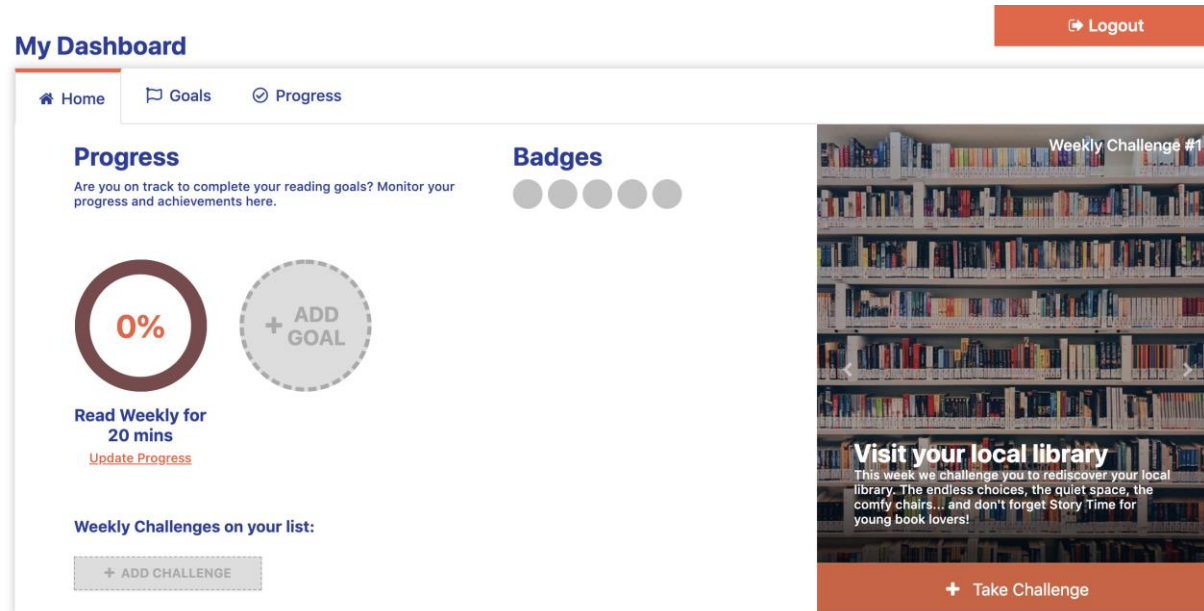 Logout
My Dashboard
Home
Goals
Progress
Progress
Are you on track to complete your reading goals? Monitor your
progress and achievements here.
Badges
0%
+ ADD
GOAL
Read Weekly for
20 mins
Update Progress
Weekly Challenges on your list:
+ ADD CHALLENGE
Weekly Challenge #1
Visit your local library
This week we challenge you to rediscover your local
library. The endless choices, the quiet space, the
comfy chairs... and don't forget Story Time for
young book lovers!
+ Take Challenge